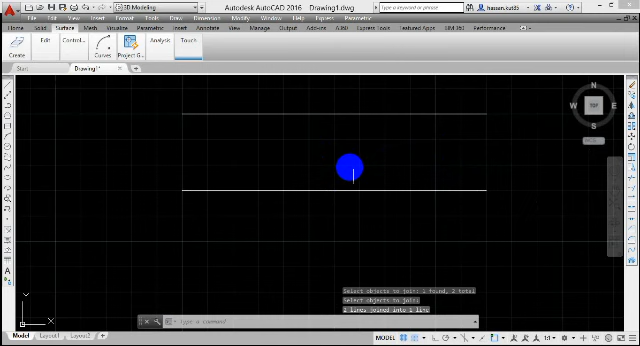 3D Modeling
Autodesk AutoCAD 2016 Drawing1.dwg
Type a keyword or phrase
hassan.kut85
File Edit View Insert Format Tools Draw Dimension Modify Window Help Express Parametric
Home Solid Surface Mesh Visualize Parametric Insert Annotate View Manage Output Add-ins A360 Express Tools Featured Apps BIM 360 Performance
Create Edit Control... Curves Project G... Analysis Touch
Start Drawing1*
N
W TOP E
S
Select objects to join: 1 found, 2 total
Select objects to join:
2 lines joined into 1 line
Type a command
Y
X
Model Layout1 Layout2 MODEL 1:1